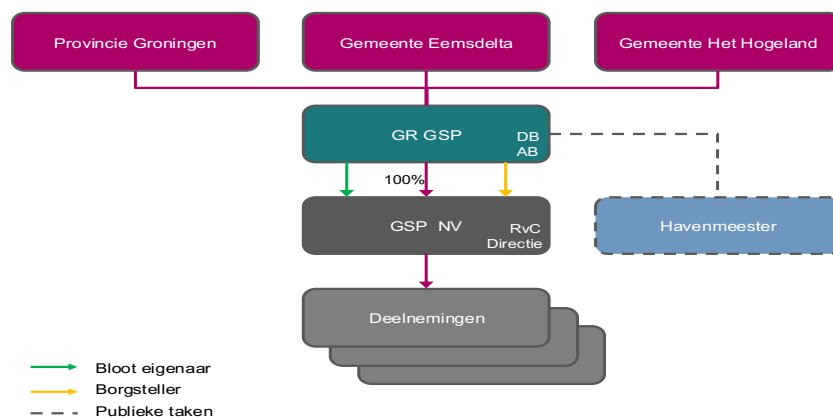 Provincie Groningen
Gemeente Eemsdelta
Gemeente Het Hogeland
GR GSP
DB
AB
100%
GSP NV
RvC
Directie
Havenmeester
Deelnemingen
Bloot eigenaar
Borgsteller
Publieke taken